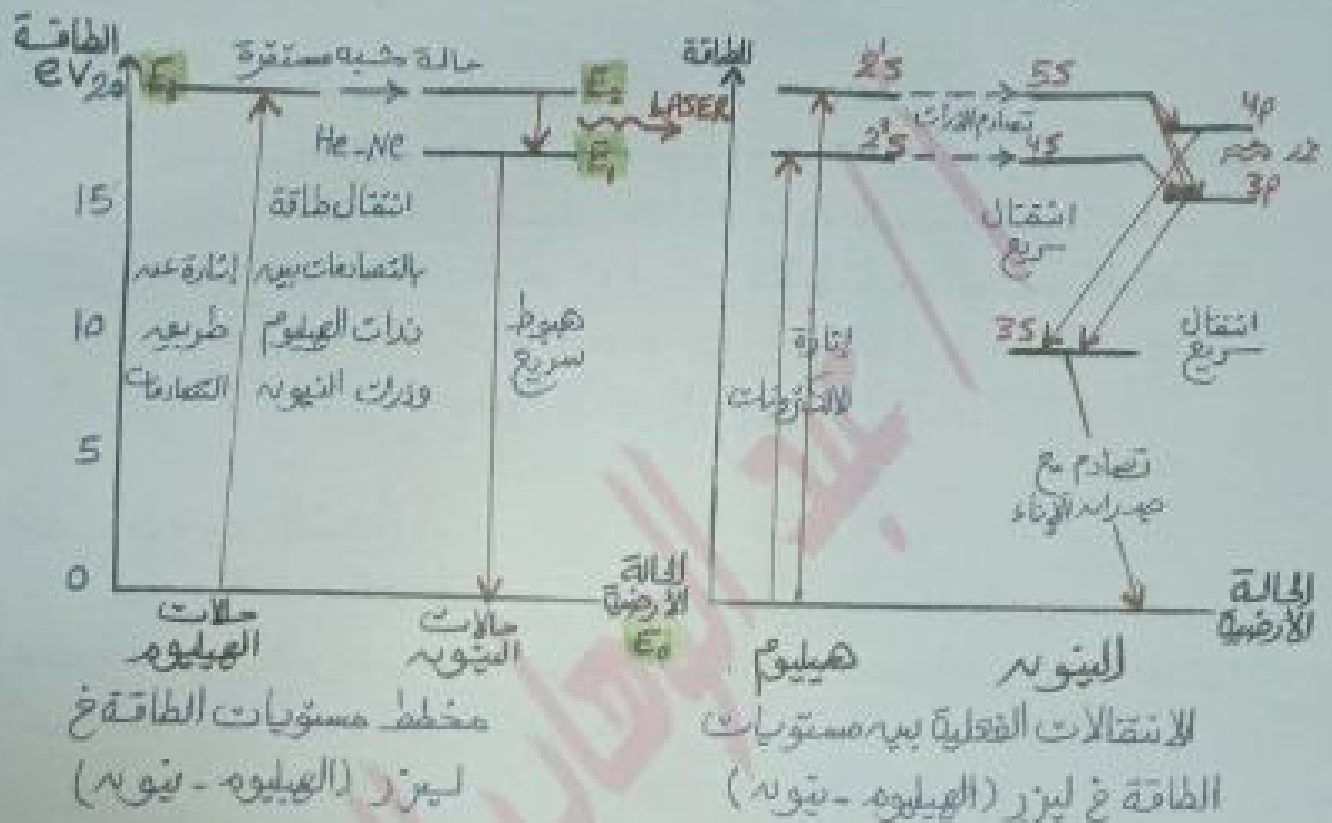 الطاقة
eV
20
15
10
5
0
E₂
حالة شبه مستقرة
E₂
LASER
He-Ne
E₁
انتقال طاقة
بالتصادمات بين
ذرات الهيليوم
وذرات النيون
إثارة عن
طريق
التصادمات
هبوط
سريع
الحالة
الأرضية
E₀
حالات
الهيليوم
حالات
النيون
مخطط مستويات الطاقة في
ليزر (الهيليوم - نيون)
الطاقة
2¹S
5S
تصادم الذرات
2³S
4S
4P
3P
انتقال
سريع
3S
انتقال
سريع
إثارة
الالكترونات
تصادم مع
جدران الإناء
الحالة
الأرضية
هيليوم
النيون
الانتقالات الفعلية بين مستويات
الطاقة في ليزر (الهيليوم - نيون)